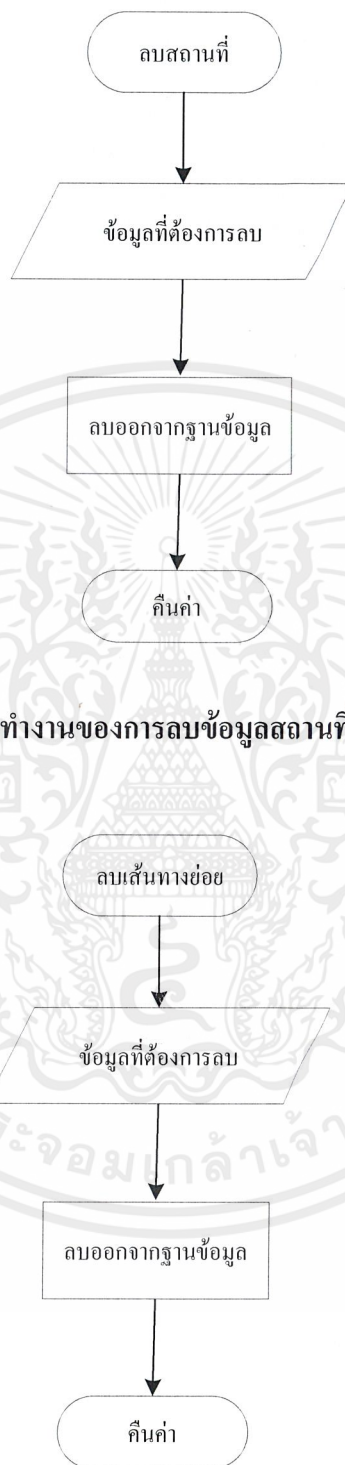 ลบสถานที่
ข้อมูลที่ต้องการลบ
ลบออกจากฐานข้อมูล
คืนค่า
ทำงานของการลบข้อมูลสถานที่
ลบเส้นทางย่อย
ข้อมูลที่ต้องการลบ
ลบออกจากฐานข้อมูล
คืนค่า